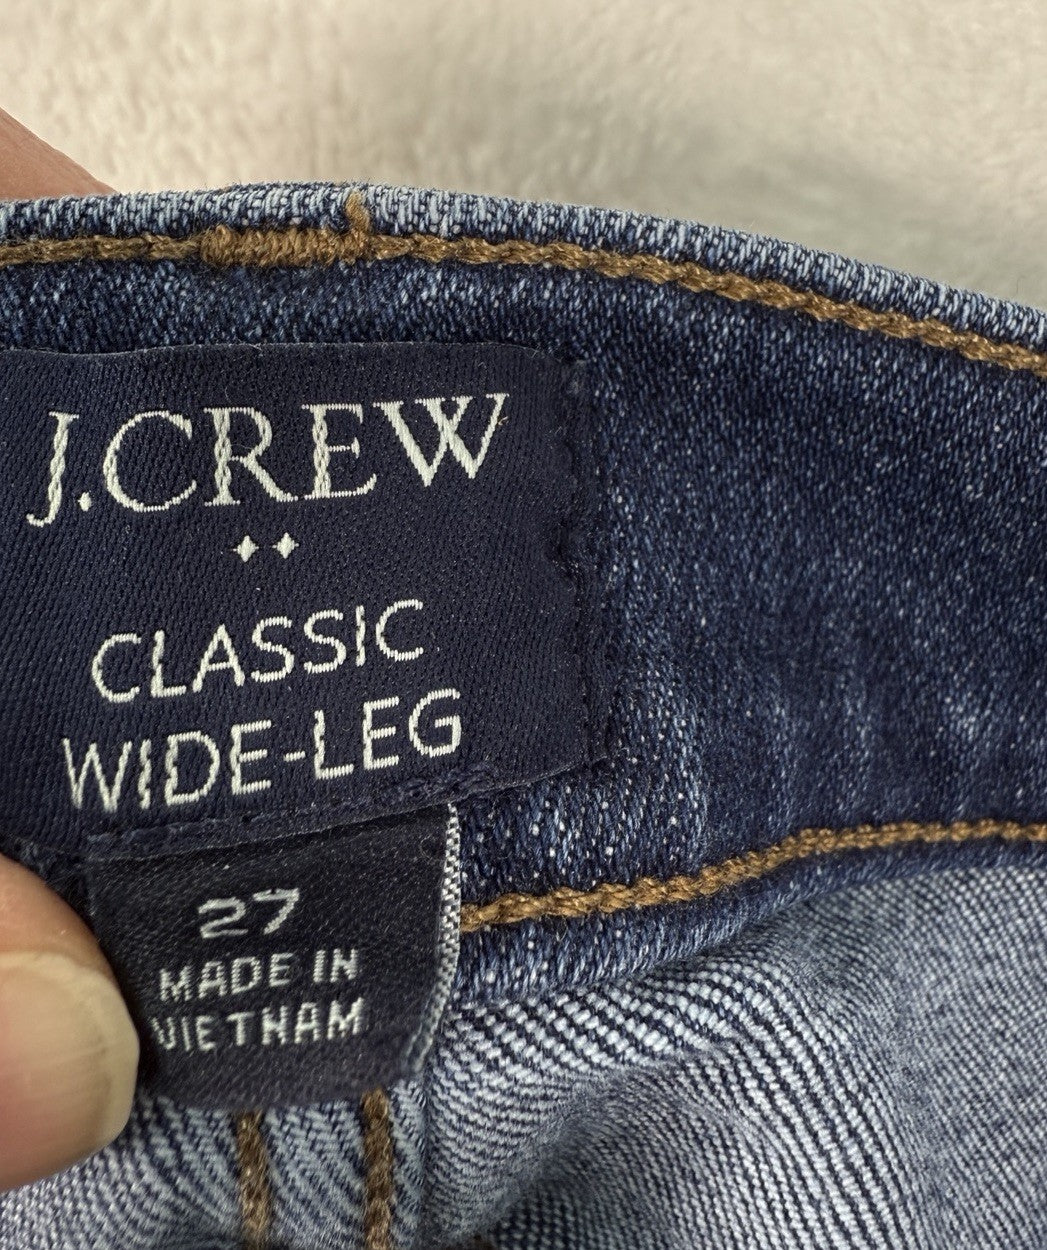 J.CREW
CLASSIC
WIDE-LEG
27
MADE IN
VIETNAM